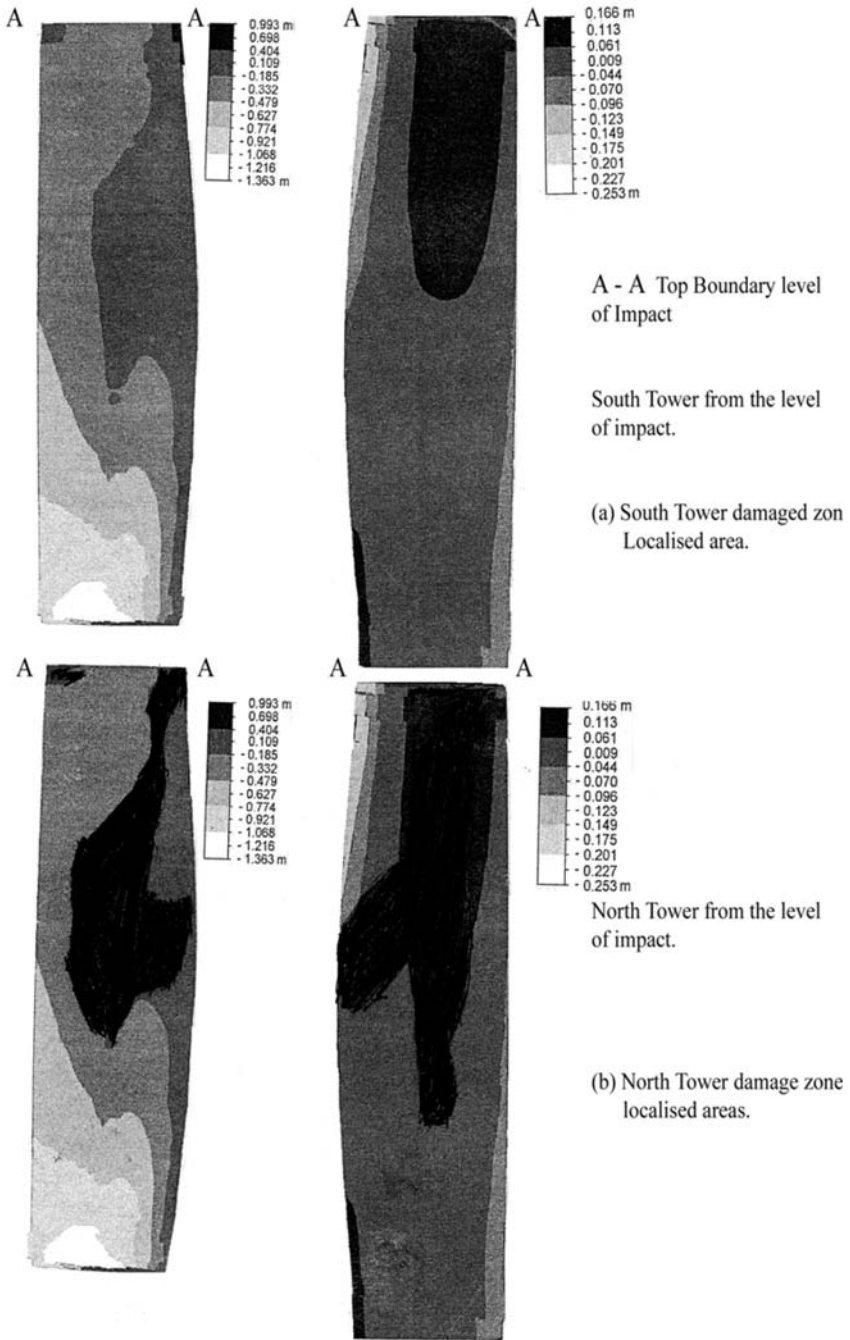 A A
0.993 m
0.698
0.404
0.109
- 0.185
- 0.332
- 0.479
- 0.627
- 0.774
- 0.921
- 1.068
- 1.216
- 1.363 m
A A
0.166 m
0.113
0.061
0.009
- 0.044
- 0.070
- 0.096
- 0.123
- 0.149
- 0.175
- 0.201
- 0.227
- 0.253 m
A - A Top Boundary level
of Impact
South Tower from the level
of impact.
(a) South Tower damaged zon
Localised area.
A A
0.993 m
0.698
0.404
0.109
- 0.185
- 0.332
- 0.479
- 0.627
- 0.774
- 0.921
- 1.068
- 1.216
- 1.363 m
A A
0.166 m
0.113
0.061
0.009
- 0.044
- 0.070
- 0.096
- 0.123
- 0.149
- 0.175
- 0.201
- 0.227
- 0.253 m
North Tower from the level
of impact.
(b) North Tower damage zone
localised areas.